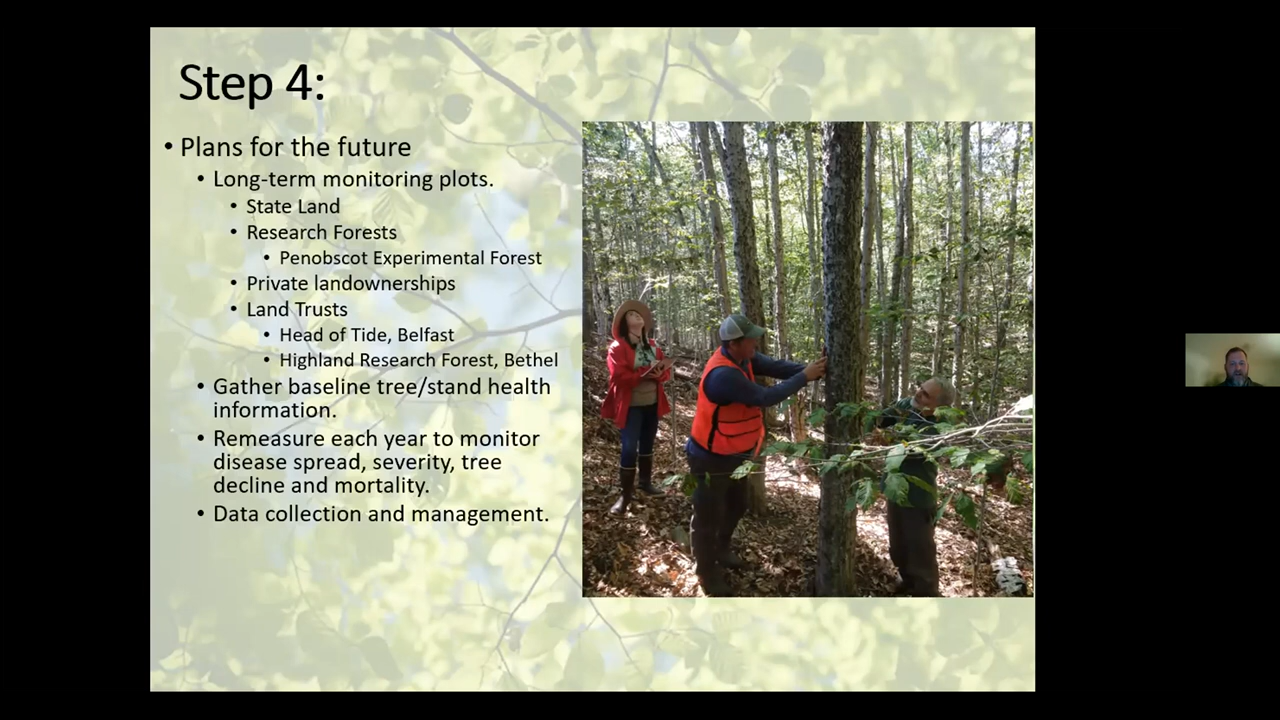 Step 4:
• Plans for the future
• Long-term monitoring plots.
• State Land
• Research Forests
• Penobscot Experimental Forest
• Private landownerships
• Land Trusts
• Head of Tide, Belfast
• Highland Research Forest, Bethel
• Gather baseline tree/stand health
information.
• Remeasure each year to monitor
disease spread, severity, tree
decline and mortality.
• Data collection and management.